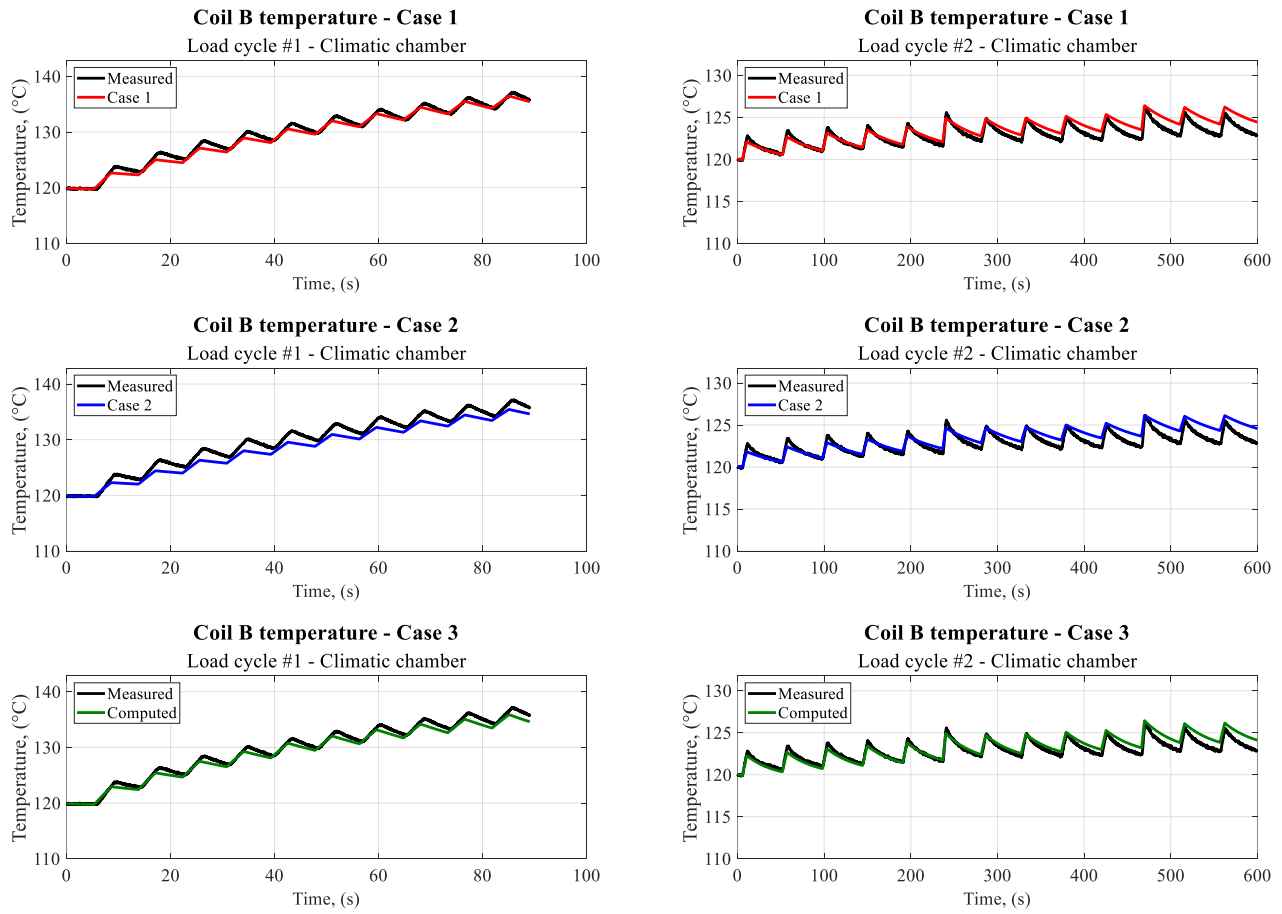 Coil B temperature - Case 1
Load cycle #1 - Climatic chamber
Temperature, (°C)
140
130
120
110
Measured
Case 1
0 20 40 60 80 100
Time, (s)
Coil B temperature - Case 1
Load cycle #2 - Climatic chamber
Temperature, (°C)
130
125
120
115
110
Measured
Case 1
0 100 200 300 400 500 600
Time, (s)
Coil B temperature - Case 2
Load cycle #1 - Climatic chamber
Temperature, (°C)
140
130
120
110
Measured
Case 2
0 20 40 60 80 100
Time, (s)
Coil B temperature - Case 2
Load cycle #2 - Climatic chamber
Temperature, (°C)
130
125
120
115
110
Measured
Case 2
0 100 200 300 400 500 600
Time, (s)
Coil B temperature - Case 3
Load cycle #1 - Climatic chamber
Temperature, (°C)
140
130
120
110
Measured
Computed
0 20 40 60 80 100
Time, (s)
Coil B temperature - Case 3
Load cycle #2 - Climatic chamber
Temperature, (°C)
130
125
120
115
110
Measured
Computed
0 100 200 300 400 500 600
Time, (s)